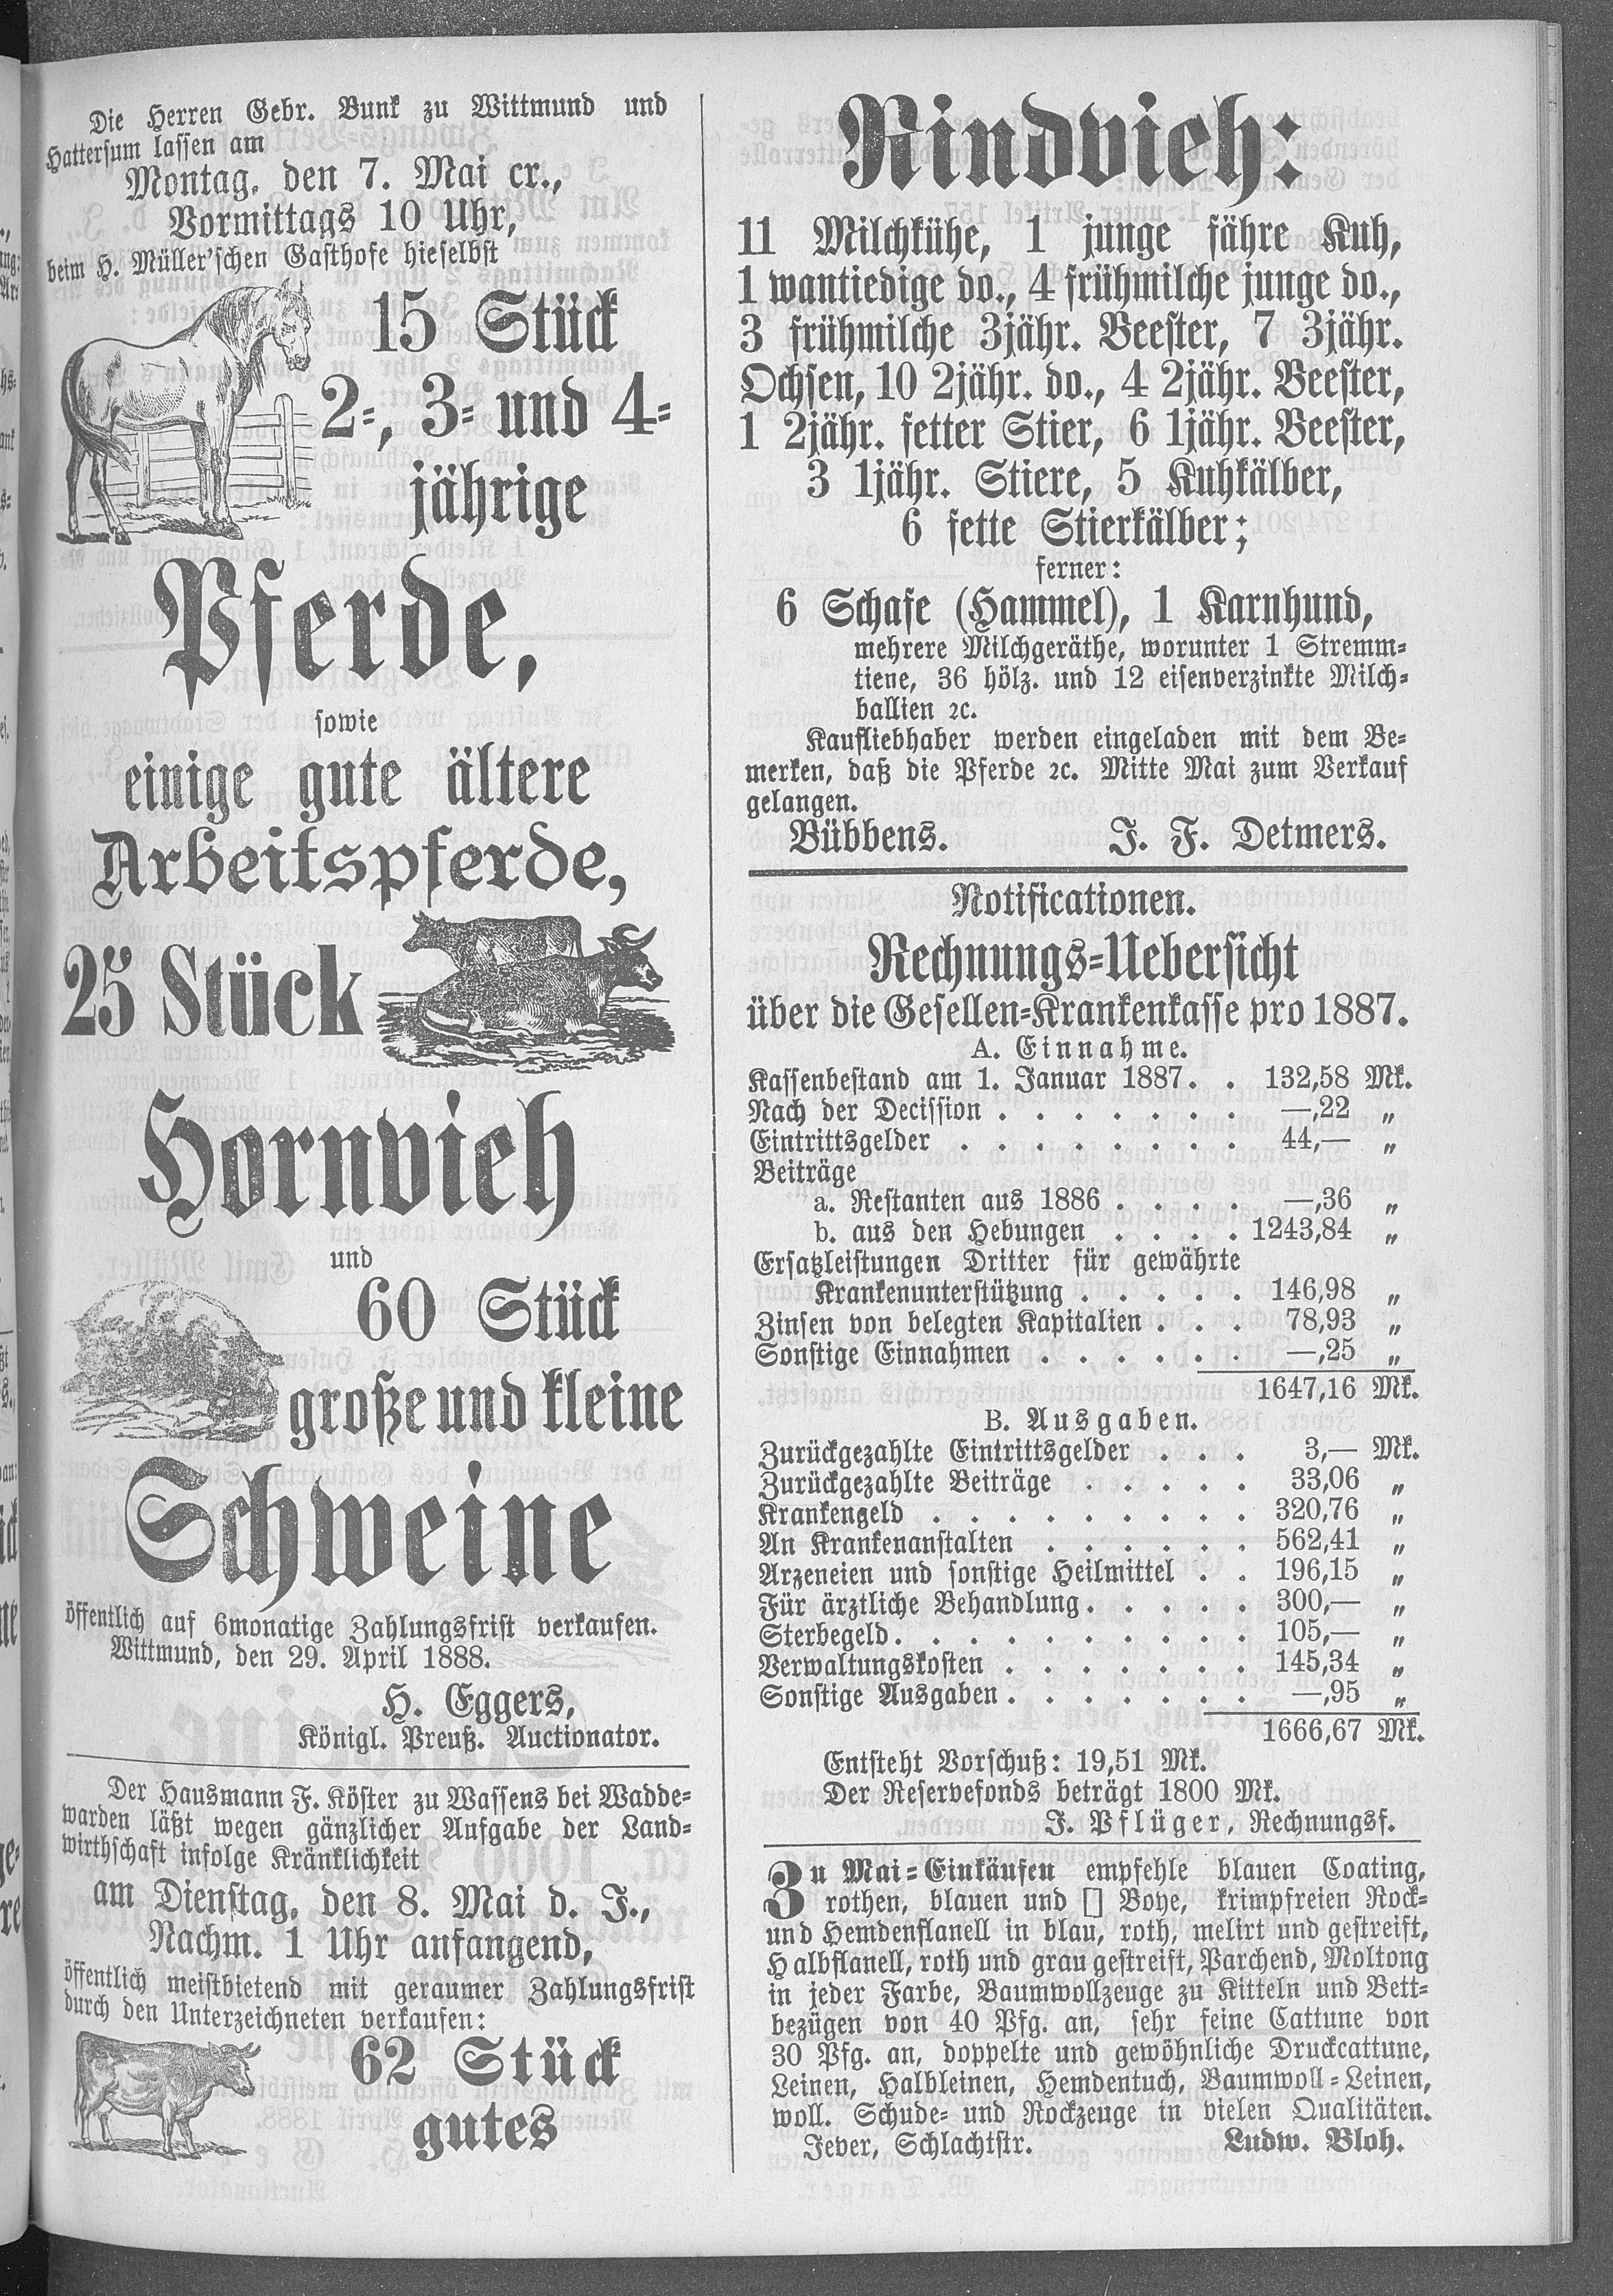 Die Herren Gebr. Bunk zu Wittmund und
Hattersum lassen am
Montag, den 7. Mai cr.,
Vormittags 10 Uhr,
beim H. Müller'schen Gasthofe hieselbst
15 Stück
2-, 3- und 4-
jährige
Pferde,
sowie
einige gute ältere
Arbeitspferde,
25 Stück
Hornvieh
und
60 Stück
große und kleine
Schweine
öffentlich auf 6monatige Zahlungsfrist verkaufen.
Wittmund, den 29. April 1888.
H. Eggers,
Königl. Preuß. Auctionator.
Der Hausmann F. Köster zu Wassens bei Wadde-
warden läßt wegen gänzlicher Aufgabe der Land-
wirthschaft infolge Kränklichkeit
am Dienstag, den 8. Mai d. J.,
Nachm. 1 Uhr anfangend,
öffentlich meistbietend mit geraumer Zahlungsfrist
durch den Unterzeichneten verkaufen:
62 Stück
gutes
Rindvieh:
11 Milchkühe, 1 junge fähre Kuh,
1 wantiedige do., 4 frühmilche junge do.,
3 frühmilche 3jähr. Beester, 7 3jähr.
Ochsen, 10 2jähr. do., 4 2jähr. Beester,
1 2jähr. fetter Stier, 6 1jähr. Beester,
3 1jähr. Stiere, 5 Kuhkälber,
6 fette Stierkälber;
ferner:
6 Schafe (Hammel), 1 Karnhund,
mehrere Milchgeräthe, worunter 1 Stremm-
tiene, 36 hölz. und 12 eisenverzinkte Milch-
ballien ꝛc.
Kaufliebhaber werden eingeladen mit dem Be-
merken, daß die Pferde ꝛc. Mitte Mai zum Verkauf
gelangen.
Bübbens. J. F. Detmers.
Notificationen.
Rechnungs-Uebersicht
über die Gesellen-Krankenkasse pro 1887.
A. Einnahme.
Kassenbestand am 1. Januar 1887. . 132,58 Mk.
Nach der Decission . . . . . . . —,22 „
Eintrittsgelder . . . . . . . . 44,— „
Beiträge
a. Restanten aus 1886 . . . . —,36 „
b. aus den Hebungen . . . . 1243,84 „
Ersatzleistungen Dritter für gewährte
Krankenunterstützung . . . . . 146,98 „
Zinsen von belegten Kapitalien . . . 78,93 „
Sonstige Einnahmen . . . . . . —,25 „
1647,16 Mk.
B. Ausgaben.
Zurückgezahlte Eintrittsgelder . . . 3,— Mk.
Zurückgezahlte Beiträge . . . . . 33,06 „
Krankengeld . . . . . . . . . 320,76 „
An Krankenanstalten . . . . . . 562,41 „
Arzeneien und sonstige Heilmittel . . 196,15 „
Für ärztliche Behandlung . . . . . 300,— „
Sterbegeld . . . . . . . . . . 105,— „
Verwaltungskosten . . . . . . . 145,34 „
Sonstige Ausgaben . . . . . . . —,95 „
1666,67 Mk.
Entsteht Vorschuß: 19,51 Mk.
Der Reservefonds beträgt 1800 Mk.
J. Pflüger, Rechnungsf.
Zu Mai-Einkäufen empfehle blauen Coating,
rothen, blauen und [] Boye, krimpfreien Rock-
und Hemdenflanell in blau, roth, melirt und gestreift,
Halbflanell, roth und grau gestreift, Parchend, Moltong
in jeder Farbe, Baumwollzeuge zu Kitteln und Bett-
bezügen von 40 Pfg. an, sehr feine Cattune von
30 Pfg. an, doppelte und gewöhnliche Druckcattune,
Leinen, Halbleinen, Hemdentuch, Baumwoll-Leinen,
woll. Schude- und Rockzeuge in vielen Qualitäten.
Jever, Schlachtstr. Ludw. Bloh.